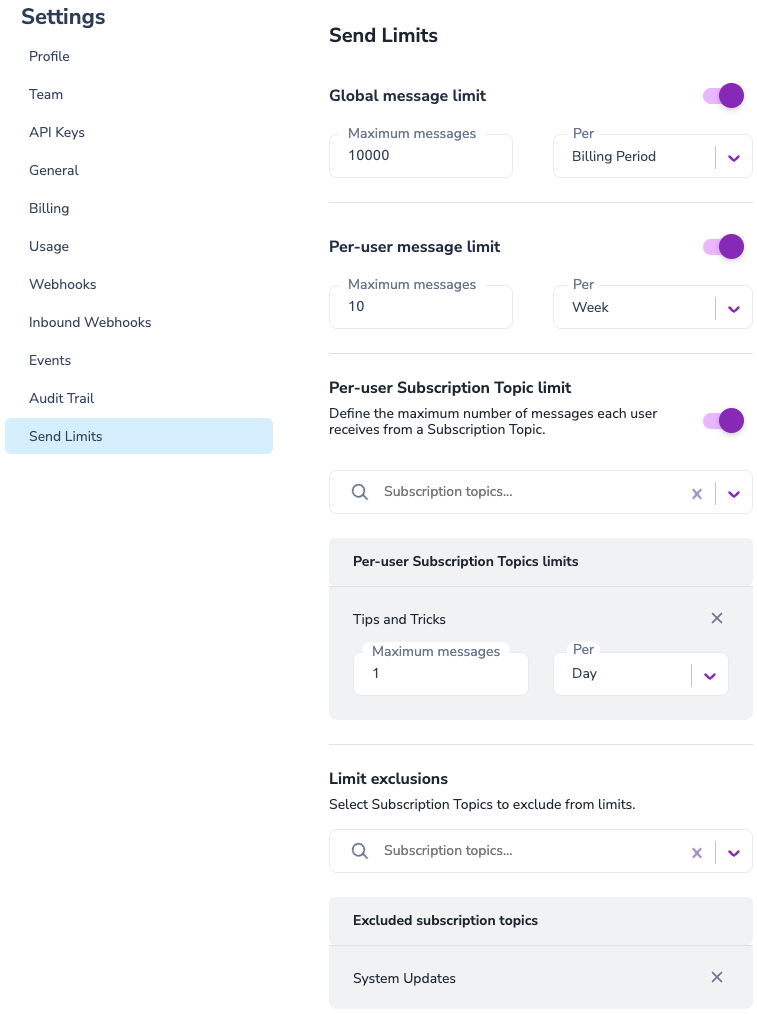 Settings
Profile
Team
API Keys
General
Billing
Usage
Webhooks
Inbound Webhooks
Events
Audit Trail
Send Limits
Send Limits
Global message limit
Maximum messages
10000
Per
Billing Period
Per-user message limit
Maximum messages
10
Per
Week
Per-user Subscription Topic limit
Define the maximum number of messages each user
receives from a Subscription Topic.
Subscription topics...
Per-user Subscription Topics limits
Tips and Tricks
Maximum messages
1
Per
Day
Limit exclusions
Select Subscription Topics to exclude from limits.
Subscription topics...
Excluded subscription topics
System Updates